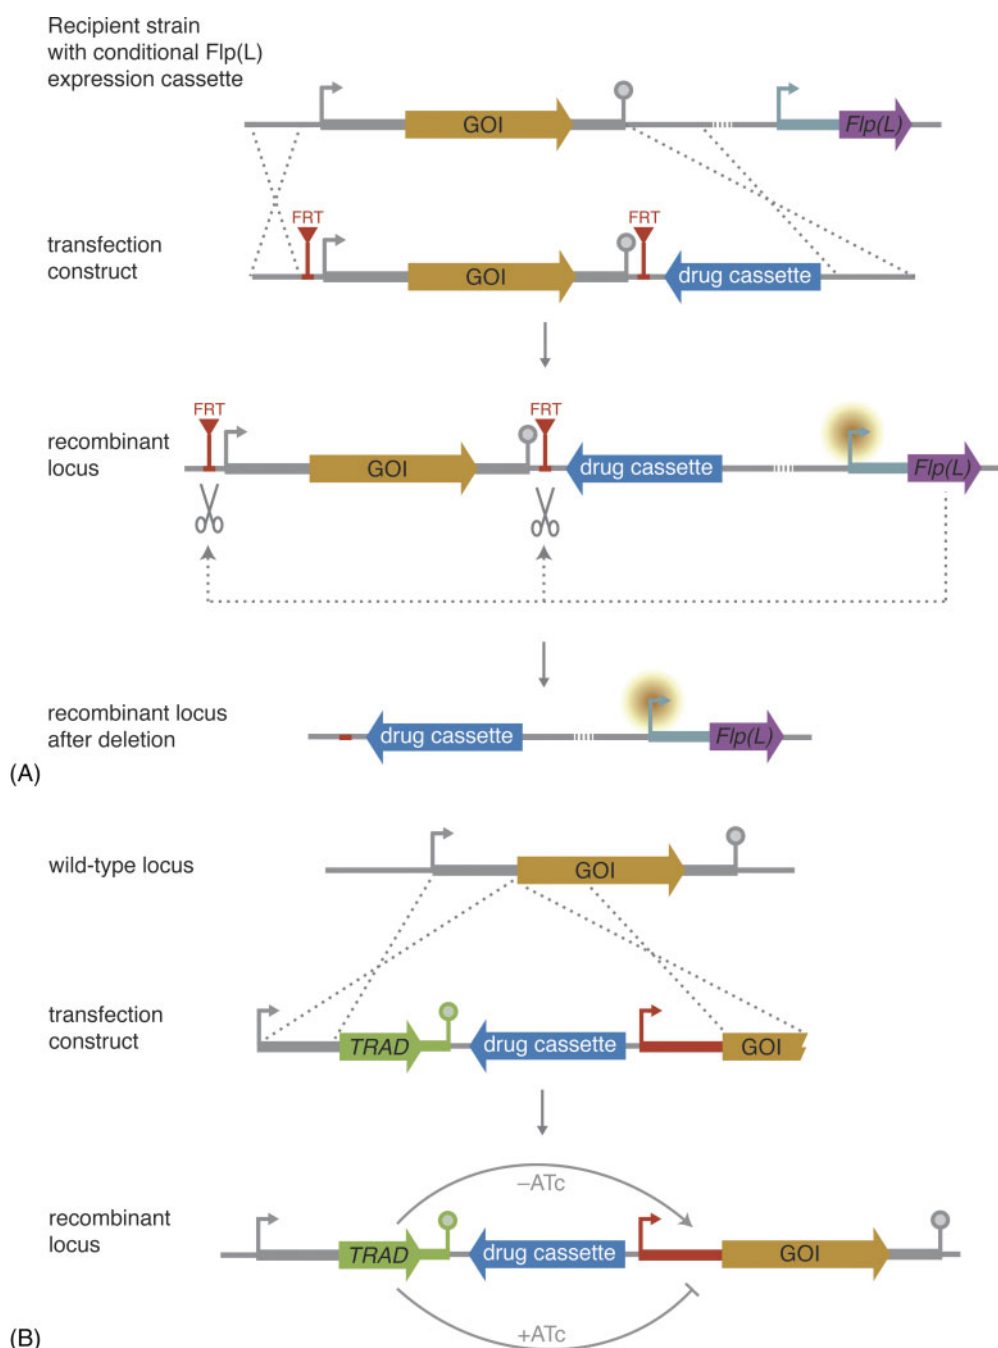 Recipient strain
with conditional Flp(L)
expression cassette
GOI
Flp(L)
FRT
FRT
transfection
construct
GOI
drug cassette
FRT
FRT
recombinant
locus
GOI
drug cassette
Flp(L)
recombinant locus
after deletion
drug cassette
Flp(L)
(A)
wild-type locus
GOI
transfection
construct
TRAD
drug cassette
GOI
–ATc
recombinant
locus
TRAD
drug cassette
GOI
+ATc
(B)